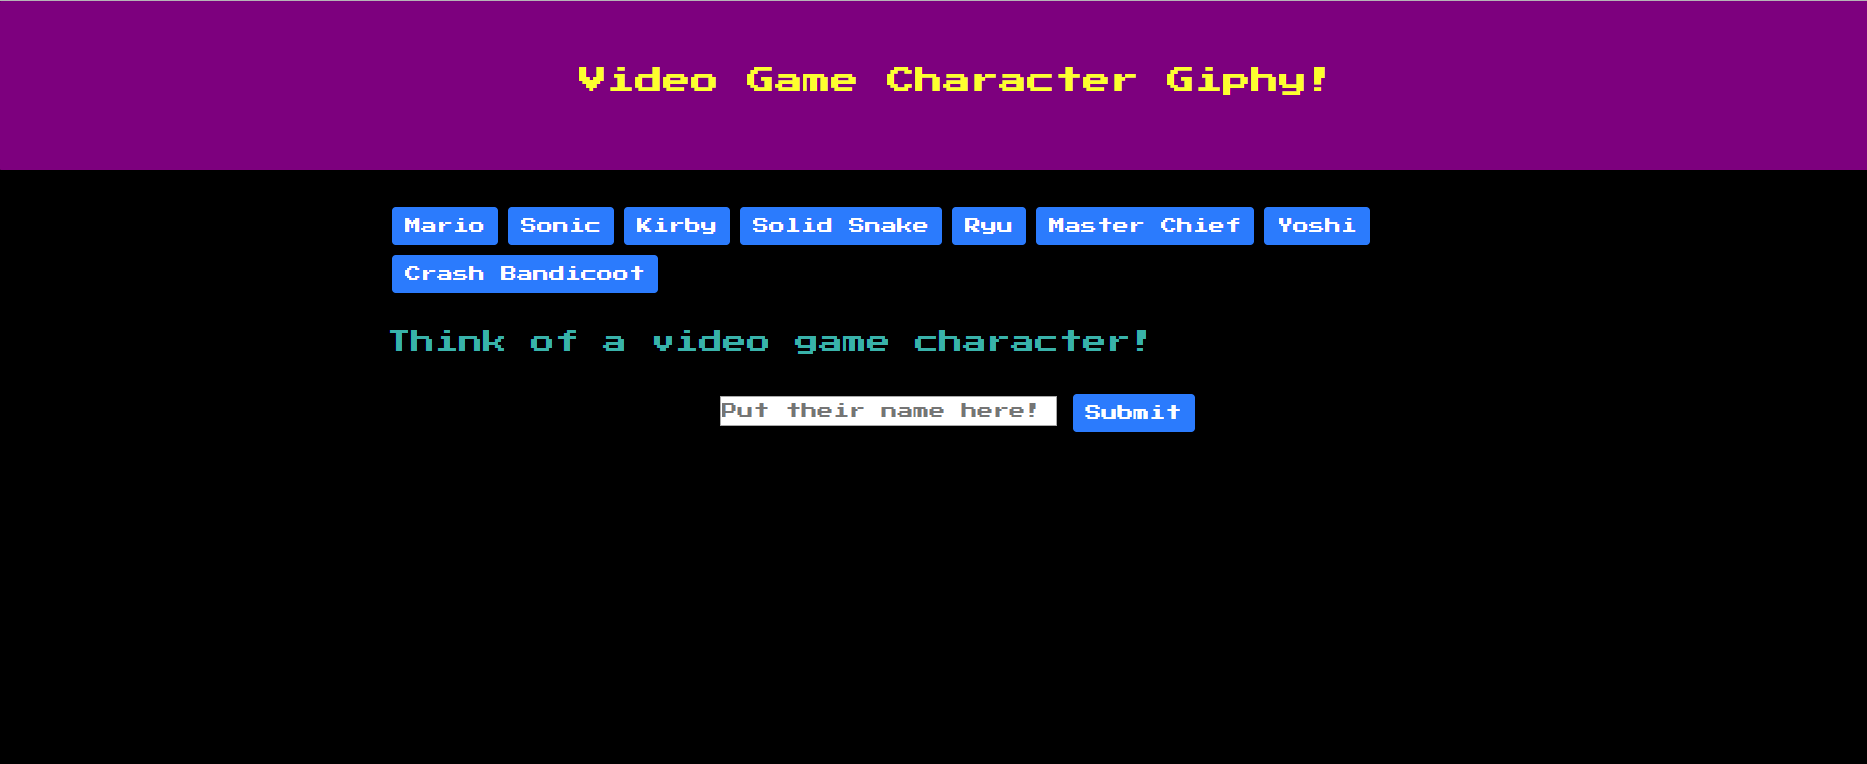 Video Game Character Giphy!
Mario Sonic Kirby Solid Snake Ryu Master Chief Yoshi
Crash Bandicoot
Think of a video game character!
Put their name here! Submit